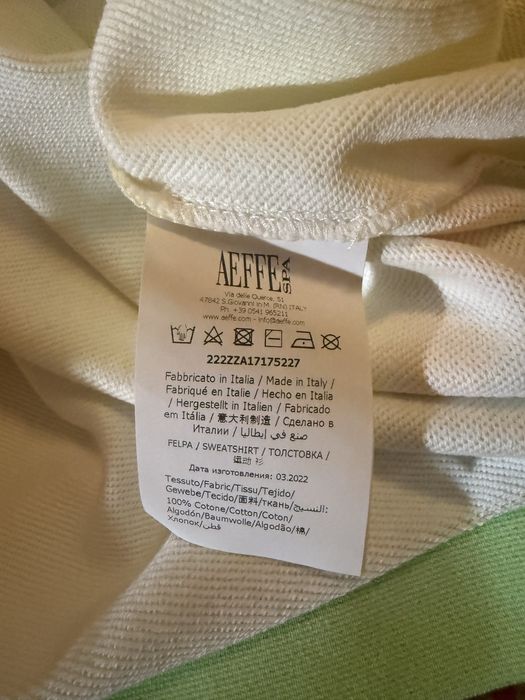 AEFFE SPA
Via delle Querce, 51
47842 S.Giovanni in M. (RN) ITALY
Ph. +39 0541 965211
www.aeffe.com - info@aeffe.com
222ZZA17175227
Fabbricato in Italia / Made in Italy /
Fabriqué en Italie / Hecho en Italia
/ Hergestellt in Italien / Fabricado
em Itália / 意大利制造 / Сделано в
Италии / صنع في إيطاليا
FELPA / SWEATSHIRT / ТОЛСТОВКА /
运动 衫
Дата изготовления: 03.2022
Tessuto/Fabric/Tissu/Tejido/
Gewebe/Tecido/面料/ткань/النسيج:
100% Cotone/Cotton/Coton/
Algodón/Baumwolle/Algodão/棉/
Хлопок/قطن